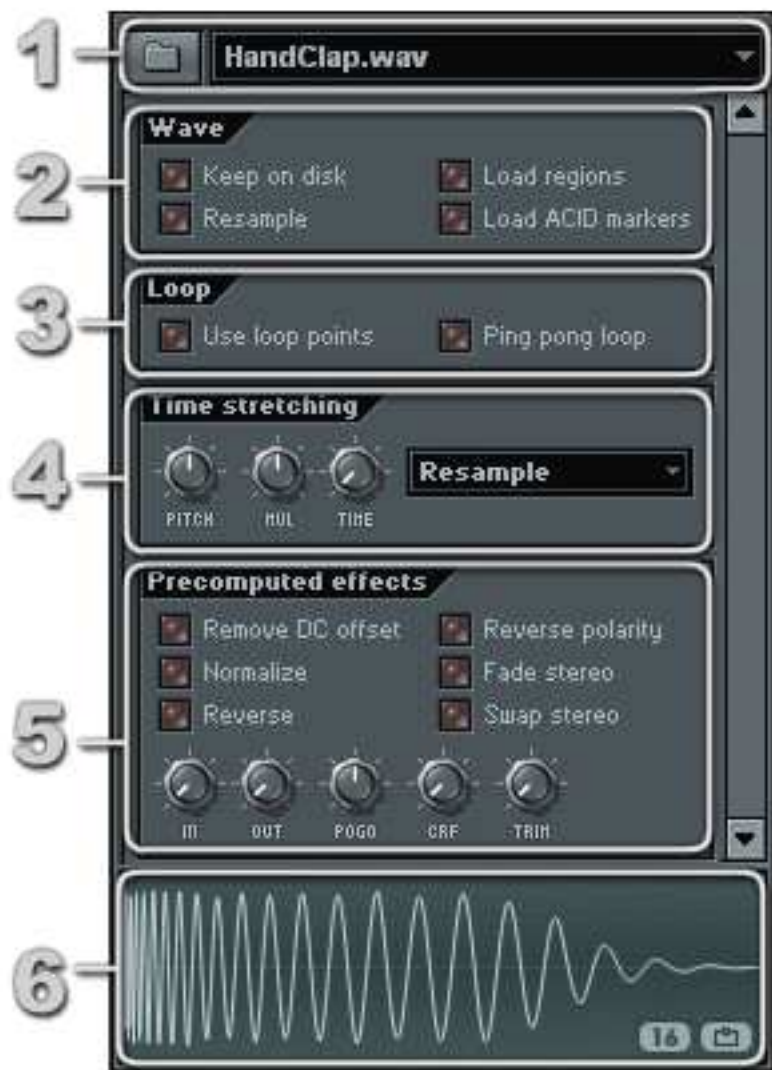 1
HandClap.wav
Wave
2
Keep on disk
Load regions
Resample
Load ACID markers
Loop
3
Use loop points
Ping pong loop
Time stretching
4
Resample
PITCH MUL TIME
Precomputed effects
Remove DC offset
Reverse polarity
Normalize
Fade stereo
5
Reverse
Swap stereo
IN OUT POGO CRF TRIM
6
16